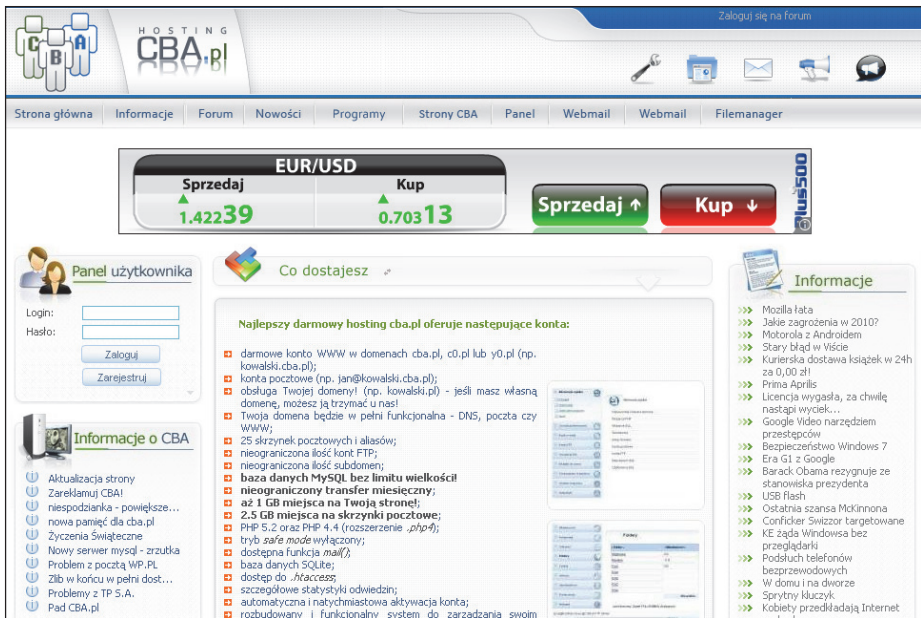 Zaloguj się na forum
C
B
A
HOSTING
CBA.pl
Strona główna Informacje Forum Nowości Programy Strony CBA Panel Webmail Webmail Filemanager
EUR/USD
Sprzedaj Kup
1.42239 0.70313
Sprzedaj ↑ Kup ↓
Plus500
Panel użytkownika
Login:
Hasło:
Zaloguj
Zarejestruj
Informacje o CBA
Aktualizacja strony
Zareklamuj CBA!
niespodzianka - powiększe...
nowa pamięć dla cba.pl
Życzenia Świąteczne
Nowy serwer mysql - zrzutka
Problem z pocztą WP.PL
Zlib w końcu w pełni dost...
Problemy z TP S.A.
Pad CBA.pl
Co dostajesz
Najlepszy darmowy hosting cba.pl oferuje następujące konta:
darmowe konto WWW w domenach cba.pl, c0.pl lub y0.pl (np.
kowalski.cba.pl);
konta pocztowe (np. jan@kowalski.cba.pl);
obsługa Twojej domeny! (np. kowalski.pl) - jeśli masz własną
domenę, możesz ją trzymać u nas!
Twoja domena będzie w pełni funkcjonalna - DNS, poczta czy
WWW;
25 skrzynek pocztowych i aliasów;
nieograniczona ilość kont FTP;
nieograniczona ilość subdomen;
baza danych MySQL bez limitu wielkości!
nieograniczony transfer miesięczny;
aż 1 GB miejsca na Twoją stronę!;
2.5 GB miejsca na skrzynki pocztowe;
PHP 5.2 oraz PHP 4.4 (rozszerzenie .php4);
tryb safe mode wyłączony;
dostępna funkcja mail();
baza danych SQLite;
dostęp do .htaccess;
szczegółowe statystyki odwiedzin;
automatyczna i natychmiastowa aktywacja konta;
rozbudowany i funkcjonalny system do zarządzania swoim
Informacje
Mozilla łata
Jakie zagrożenia w 2010?
Motorola z Androidem
Stary błąd w Viście
Kurierska dostawa książek w 24h
za 0,00 zł!
Prima Aprilis
Licencja wygasła, za chwilę
nastąpi wyciek...
Google Video narzędziem
przestępców
Bezpieczeństwo Windows 7
Era G1 z Google
Barack Obama rezygnuje ze
stanowiska prezydenta
USB flash
Ostatnia szansa McKinnona
Conficker Swizzor targetowane
KE żąda Windowsa bez
przeglądarki
Podsłuch telefonów
bezprzewodowych
W domu i na dworze
Sprytny kluczyk
Kobiety przedkładają Internet